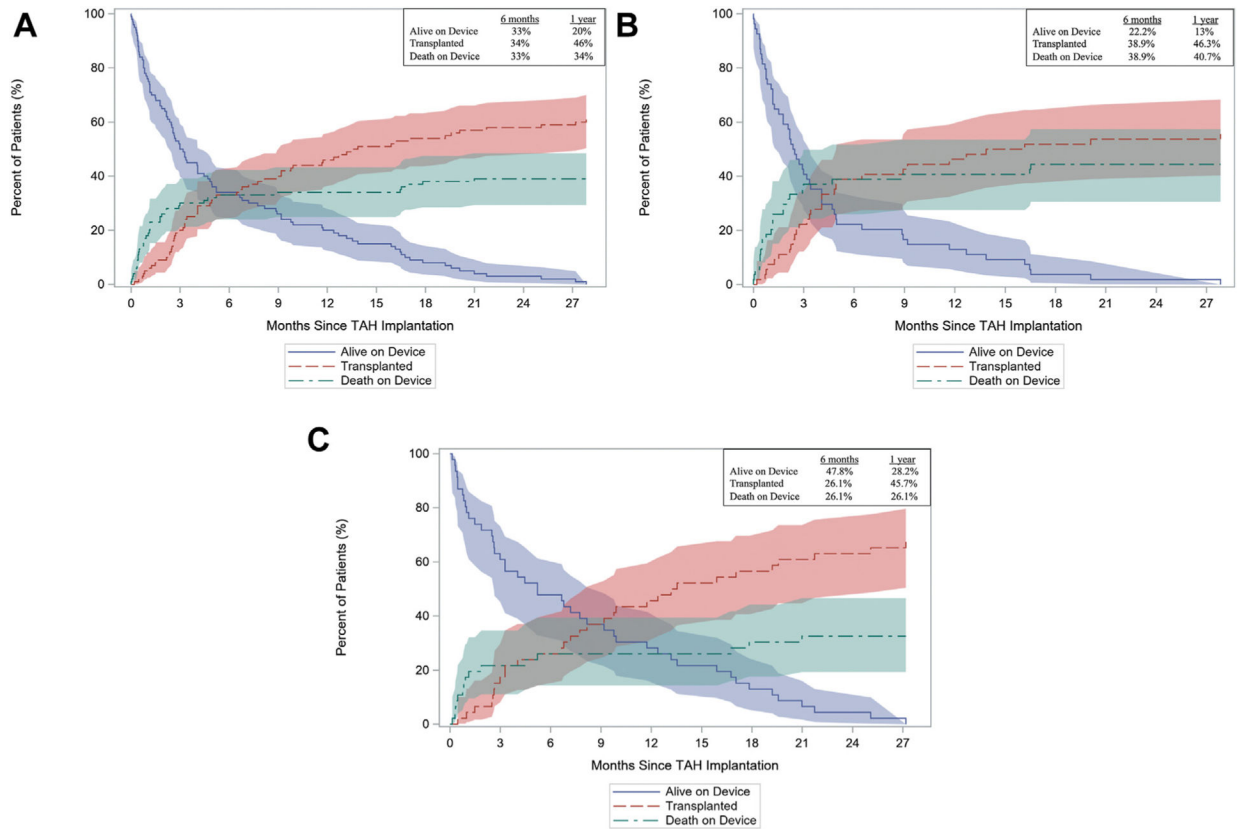 A
6 months 1 year
Alive on Device 33% 20%
Transplanted 34% 46%
Death on Device 33% 34%
Percent of Patients (%)
100
80
60
40
20
0
0 3 6 9 12 15 18 21 24 27
Months Since TAH Implantation
Alive on Device
Transplanted
Death on Device
B
6 months 1 year
Alive on Device 22.2% 13%
Transplanted 38.9% 46.3%
Death on Device 38.9% 40.7%
Percent of Patients (%)
100
80
60
40
20
0
0 3 6 9 12 15 18 21 24 27
Months Since TAH Implantation
Alive on Device
Transplanted
Death on Device
C
6 months 1 year
Alive on Device 47.8% 28.2%
Transplanted 26.1% 45.7%
Death on Device 26.1% 26.1%
Percent of Patients (%)
100
80
60
40
20
0
0 3 6 9 12 15 18 21 24 27
Months Since TAH Implantation
Alive on Device
Transplanted
Death on Device